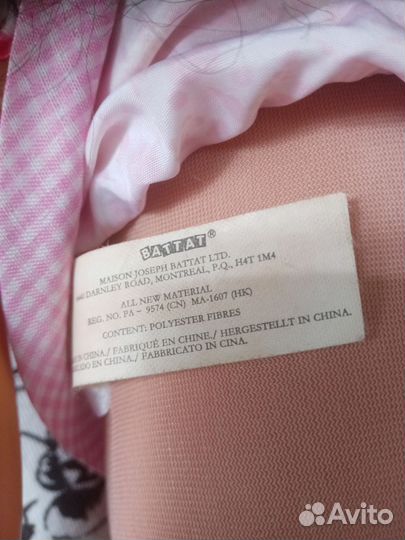 BATTAT®
MAISON JOSEPH BATTAT LTD.
DARNLEY ROAD, MONTREAL, P.Q., H4T 1M4
ALL NEW MATERIAL
REG. NO. PA - 9574 (CN) MA-1607 (HK)
CONTENT: POLYESTER FIBRES
IN CHINA./ FABRIQUÉ EN CHINE./ HERGESTELLT IN CHINA.
EN CHINA./ FABBRICATO IN CINA.
Avito